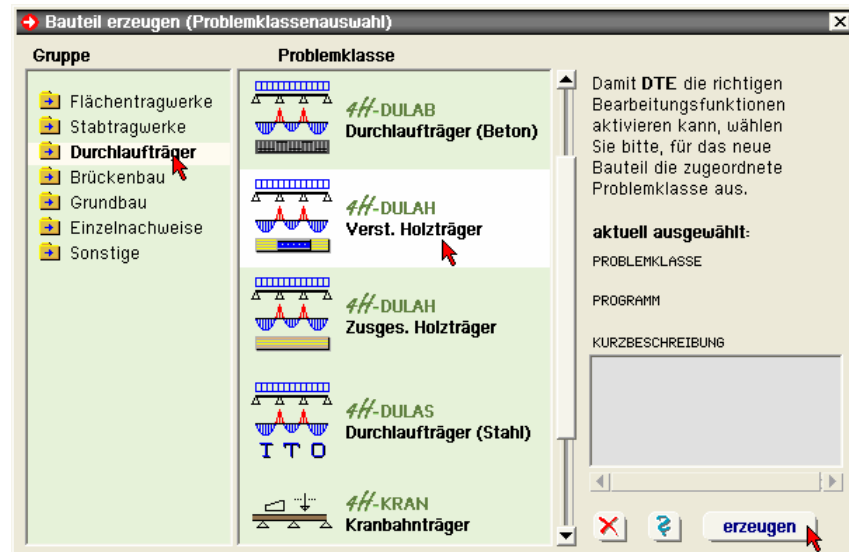 Bauteil erzeugen (Problemklassenauswahl)
Gruppe
Problemklasse
Flächentragwerke
Stabtragwerke
Durchlaufträger
Brückenbau
Grundbau
Einzelnachweise
Sonstige
4H-DULAB
Durchlaufträger (Beton)
4H-DULAH
Verst. Holzträger
4H-DULAH
Zusges. Holzträger
4H-DULAS
Durchlaufträger (Stahl)
I T O
4H-KRAN
Kranbahnträger
Damit DTE die richtigen
Bearbeitungsfunktionen
aktivieren kann, wählen
Sie bitte, für das neue
Bauteil die zugeordnete
Problemklasse aus.
aktuell ausgewählt:
PROBLEMKLASSE
PROGRAMM
KURZBESCHREIBUNG
erzeugen